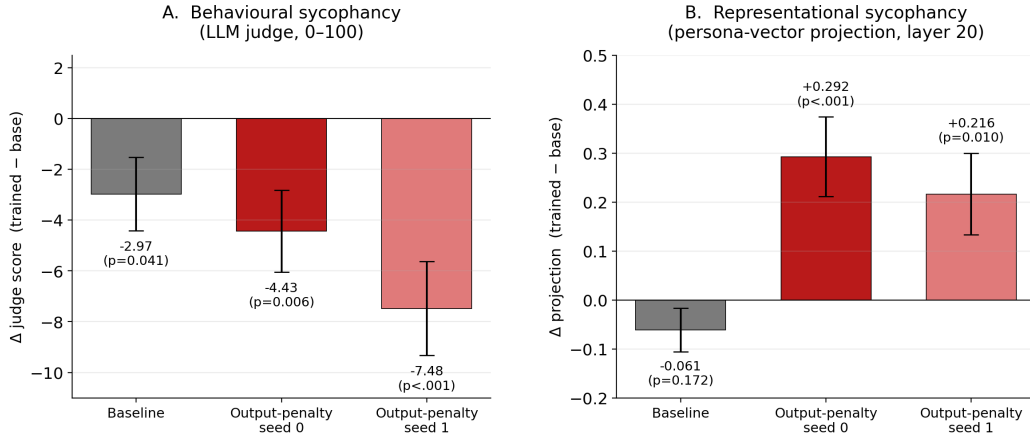 A.  Behavioural sycophancy
(LLM judge, 0–100)
Δ judge score  (trained − base)
2
0
−2
−4
−6
−8
−10
-2.97
(p=0.041)
-4.43
(p=0.006)
-7.48
(p<.001)
Baseline
Output-penalty
seed 0
Output-penalty
seed 1
B.  Representational sycophancy
(persona-vector projection, layer 20)
Δ projection  (trained − base)
0.5
0.4
0.3
0.2
0.1
0.0
−0.1
−0.2
-0.061
(p=0.172)
+0.292
(p<.001)
+0.216
(p=0.010)
Baseline
Output-penalty
seed 0
Output-penalty
seed 1